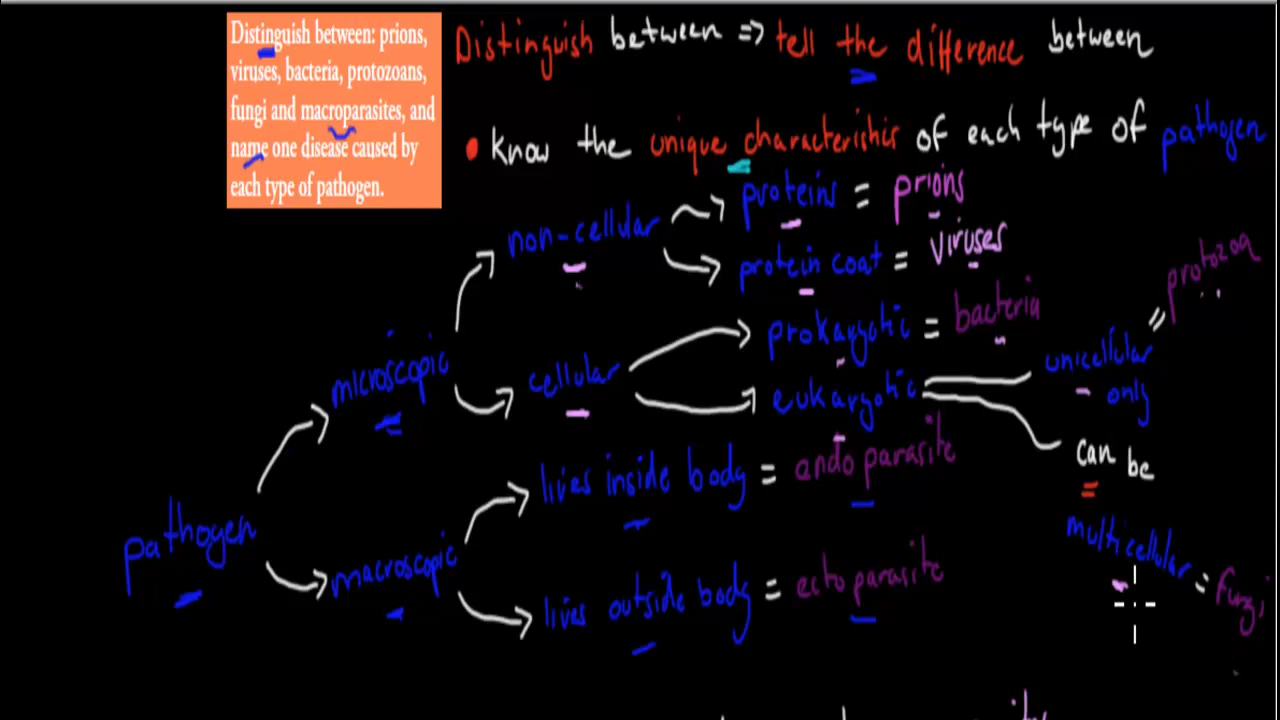 Distinguish between: prions,
viruses, bacteria, protozoans,
fungi and macroparasites, and
name one disease caused by
each type of pathogen.
Distinguish between => tell the difference between
• know the unique characteristic of each type of pathogen
non-cellular
proteins = prions
protein coat = viruses
microscopic
cellular
prokaryotic = bacteria
eukaryotic
unicellular
only
= protozoa
can be
multicellular = fungi
pathogen
macroscopic
lives inside body = endo parasite
lives outside body = ecto parasite